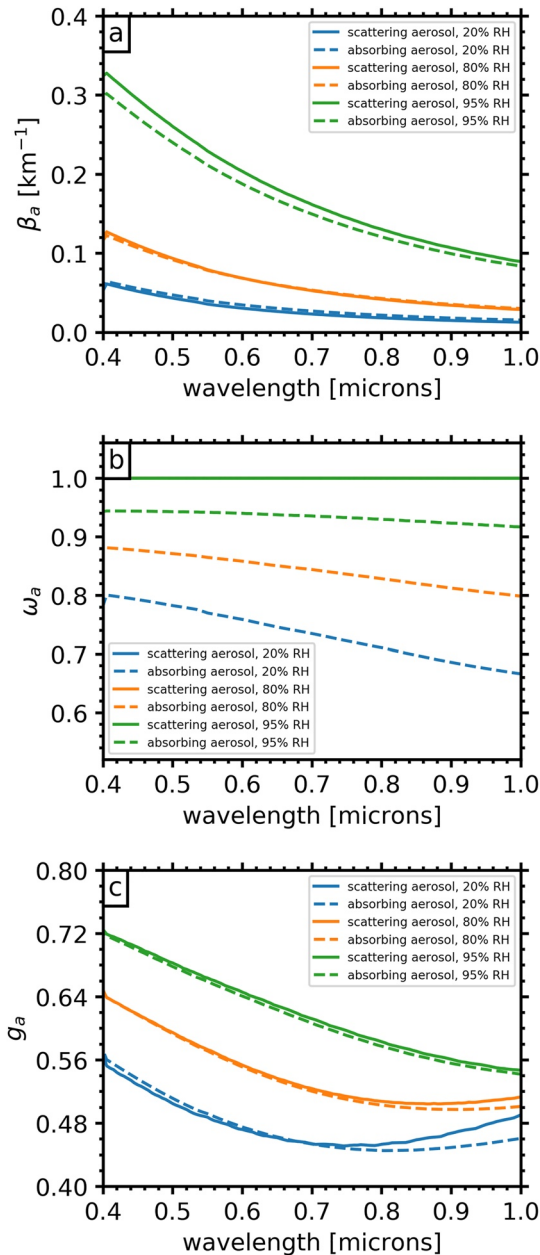 a
0.4
0.3
0.2
0.1
0.0
βₐ [km⁻¹]
scattering aerosol, 20% RH
absorbing aerosol, 20% RH
scattering aerosol, 80% RH
absorbing aerosol, 80% RH
scattering aerosol, 95% RH
absorbing aerosol, 95% RH
0.4 0.5 0.6 0.7 0.8 0.9 1.0
wavelength [microns]
b
1.0
0.9
0.8
0.7
0.6
ωₐ
scattering aerosol, 20% RH
absorbing aerosol, 20% RH
scattering aerosol, 80% RH
absorbing aerosol, 80% RH
scattering aerosol, 95% RH
absorbing aerosol, 95% RH
0.4 0.5 0.6 0.7 0.8 0.9 1.0
wavelength [microns]
c
0.80
0.72
0.64
0.56
0.48
0.40
gₐ
scattering aerosol, 20% RH
absorbing aerosol, 20% RH
scattering aerosol, 80% RH
absorbing aerosol, 80% RH
scattering aerosol, 95% RH
absorbing aerosol, 95% RH
0.4 0.5 0.6 0.7 0.8 0.9 1.0
wavelength [microns]